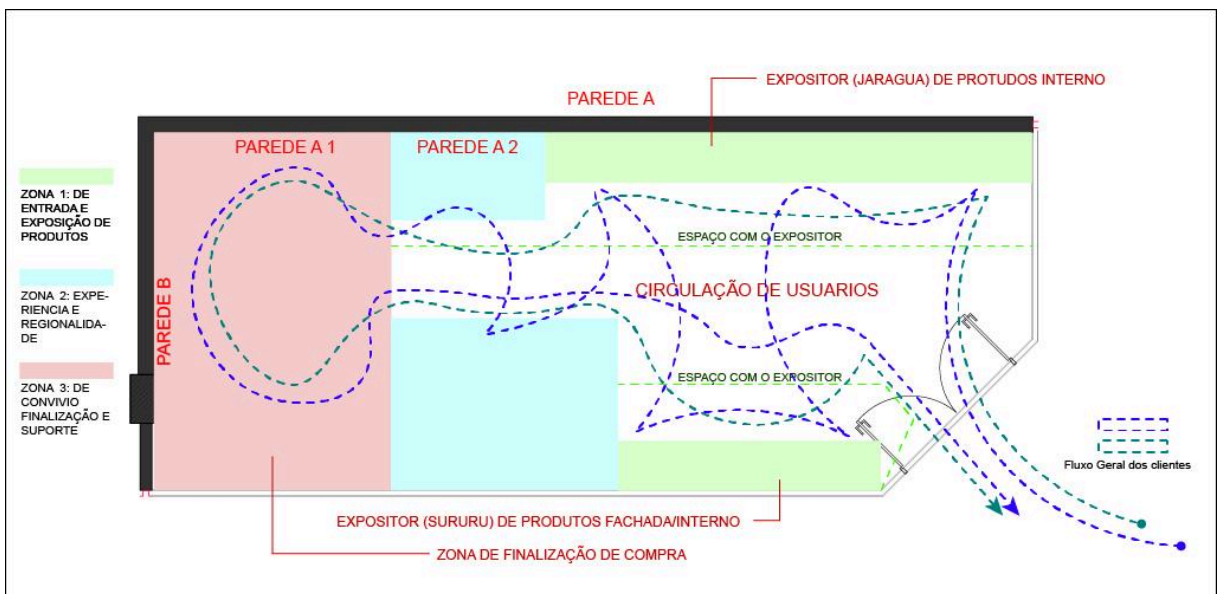 EXPOSITOR (JARAGUA) DE PROTUDOS INTERNO
PAREDE A
PAREDE A 1
PAREDE A 2
ZONA 1: DE
ENTRADA E
EXPOSIÇÃO DE
PRODUTOS
ESPAÇO COM O EXPOSITOR
CIRCULAÇÃO DE USUARIOS
PAREDE B
ZONA 2: EXPE-
RIENCIA E
REGIONALIDA-
DE
ZONA 3: DE
CONVIVIO
FINALIZAÇÃO E
SUPORTE
ESPAÇO COM O EXPOSITOR
Fluxo Geral dos clientes
EXPOSITOR (SURURU) DE PRODUTOS FACHADA/INTERNO
ZONA DE FINALIZAÇÃO DE COMPRA